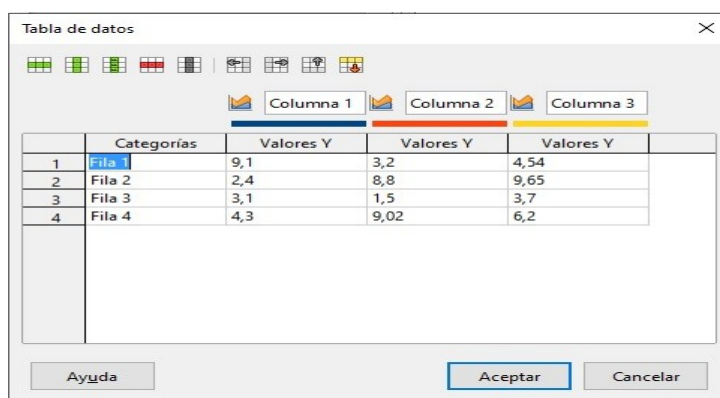 Tabla de datos
Columna 1 Columna 2 Columna 3
Categorías Valores Y Valores Y Valores Y
1 Fila 1 9,1 3,2 4,54
2 Fila 2 2,4 8,8 9,65
3 Fila 3 3,1 1,5 3,7
4 Fila 4 4,3 9,02 6,2
Ayuda Aceptar Cancelar